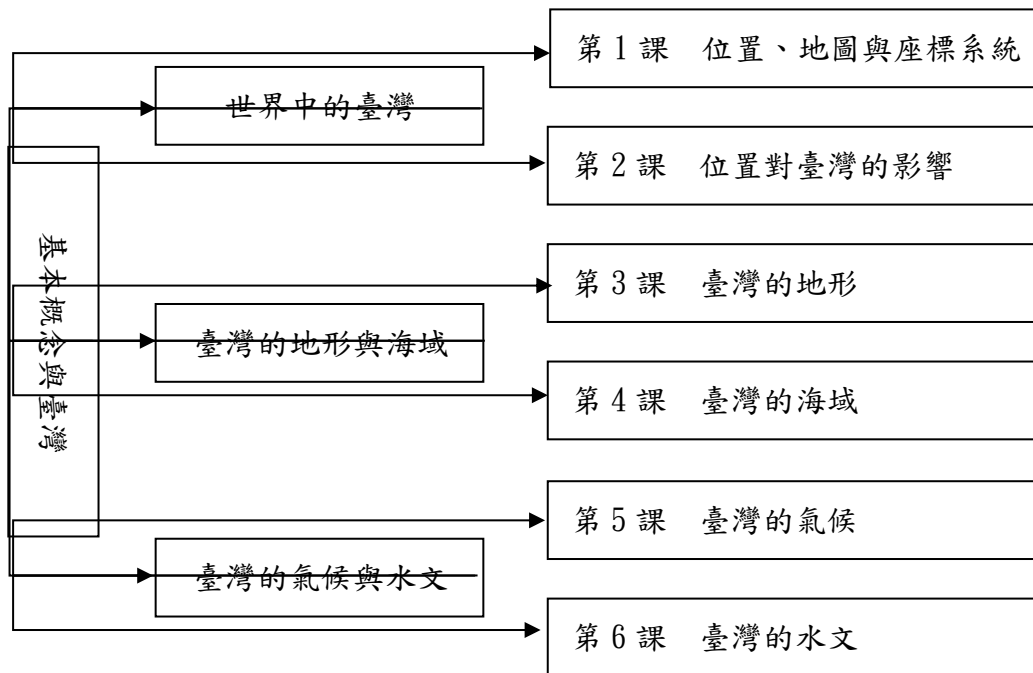 基本概念與臺灣
世界中的臺灣
第1課　位置、地圖與座標系統
第2課　位置對臺灣的影響
臺灣的地形與海域
第3課　臺灣的地形
第4課　臺灣的海域
臺灣的氣候與水文
第5課　臺灣的氣候
第6課　臺灣的水文